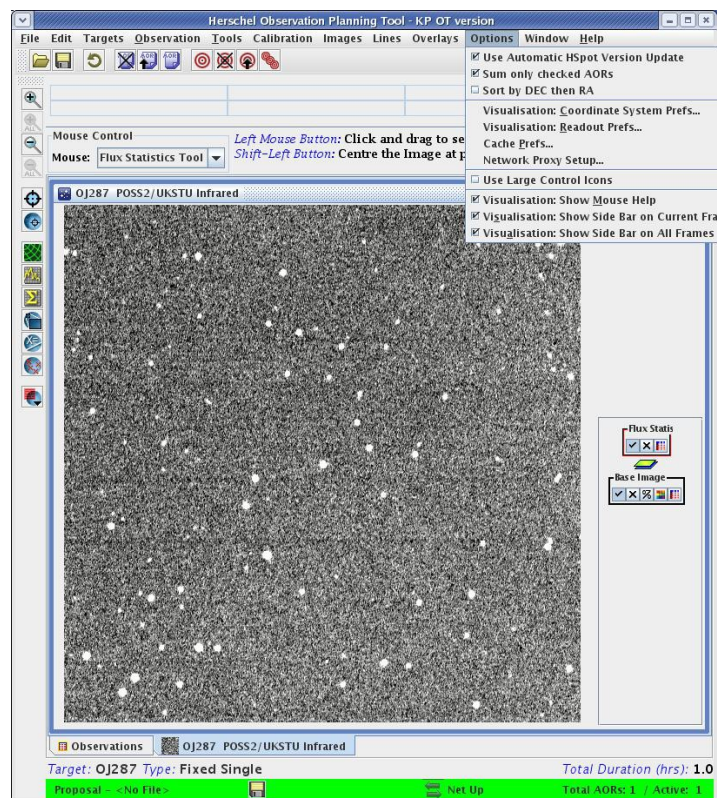 Herschel Observation Planning Tool - KP OT version
File Edit Targets Observation Tools Calibration Images Lines Overlays Options Window Help
Use Automatic HSpot Version Update
Sum only checked AORs
Sort by DEC then RA
Visualisation: Coordinate System Prefs...
Visualisation: Readout Prefs...
Cache Prefs...
Network Proxy Setup...
Use Large Control Icons
Visualisation: Show Mouse Help
Visualisation: Show Side Bar on Current Fra
Visualisation: Show Side Bar on All Frames
Mouse Control
Mouse: Flux Statistics Tool
Left Mouse Button: Click and drag to se
Shift-Left Button: Centre the Image at p
OJ287 POSS2/UKSTU Infrared
Flux Statis
Base Image
Observations
OJ287 POSS2/UKSTU Infrared
Target: OJ287 Type: Fixed Single
Total Duration (hrs): 1.0
Proposal - <No File>
Net Up
Total AORs: 1 / Active: 1